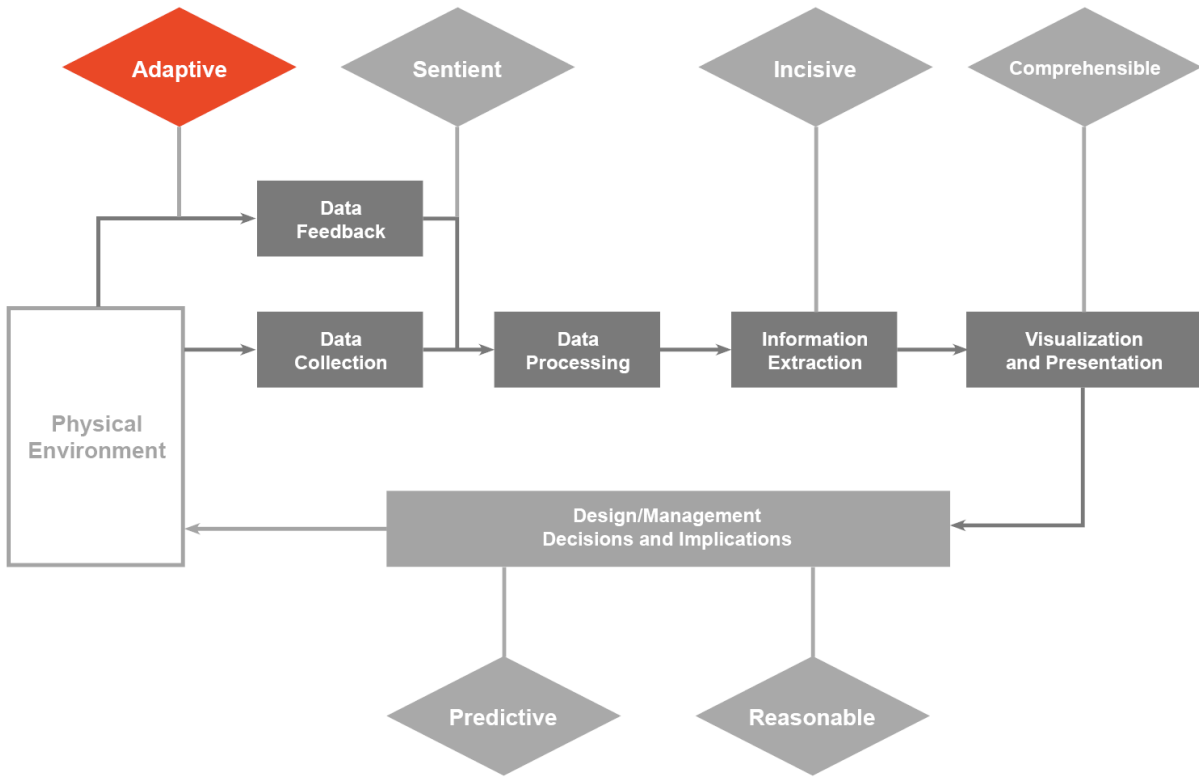 Adaptive
Sentient
Incisive
Comprehensible
Data
Feedback
Data
Collection
Data
Processing
Information
Extraction
Visualization
and Presentation
Physical
Environment
Design/Management
Decisions and Implications
Predictive
Reasonable